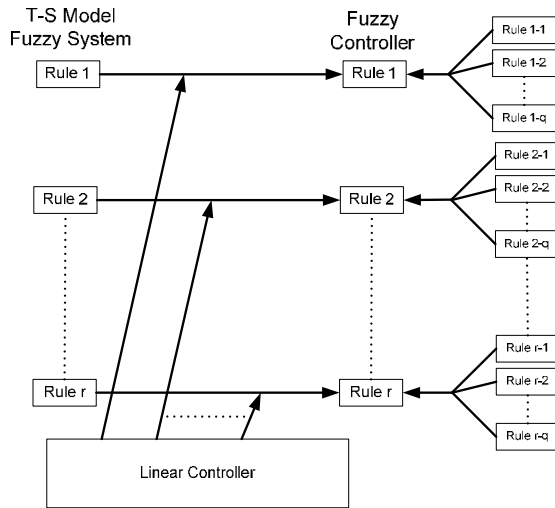 T-S Model
Fuzzy System
Fuzzy
Controller
Rule 1
Rule 1
Rule 1-1
Rule 1-2
Rule 1-q
Rule 2
Rule 2
Rule 2-1
Rule 2-2
Rule 2-q
Rule r
Rule r
Rule r-1
Rule r-2
Rule r-q
Linear Controller